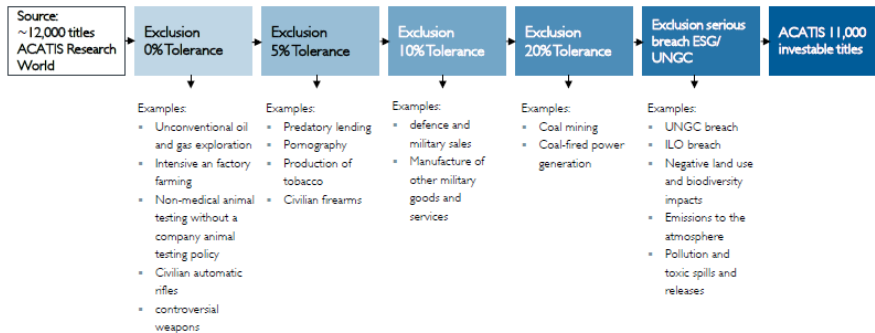 Source:
~12,000 titles
ACATIS Research
World
Exclusion
0% Tolerance
Exclusion
5% Tolerance
Exclusion
10% Tolerance
Exclusion
20% Tolerance
Exclusion serious
breach ESG/
UNGC
ACATIS 11,000
investable titles
Examples:
▪ Unconventional oil
and gas exploration
▪ Intensive an factory
farming
▪ Non-medical animal
testing without a
company animal
testing policy
▪ Civilian automatic
rifles
▪ controversial
weapons
Examples:
▪ Predatory lending
▪ Pornography
▪ Production of
tobacco
▪ Civilian firearms
Examples:
▪ defence and
military sales
▪ Manufacture of
other military
goods and
services
Examples:
▪ Coal mining
▪ Coal-fired power
generation
Examples:
▪ UNGC breach
▪ ILO breach
▪ Negative land use
and biodiversity
impacts
▪ Emissions to the
atmosphere
▪ Pollution and
toxic spills and
releases